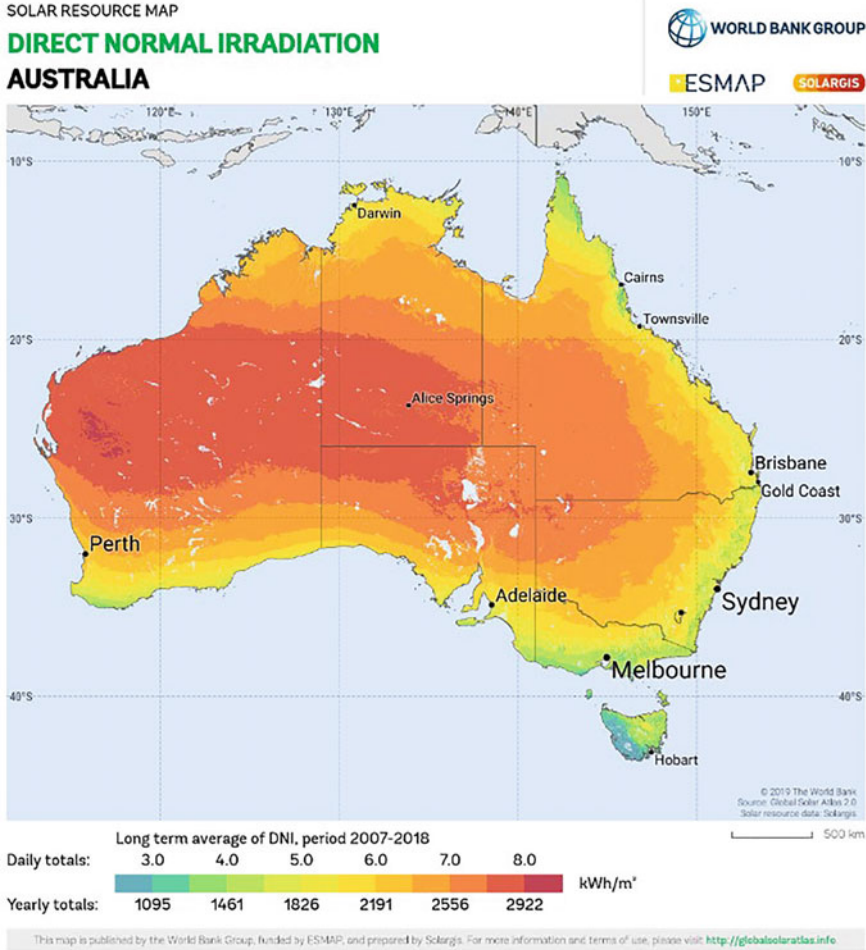 SOLAR RESOURCE MAP
DIRECT NORMAL IRRADIATION
AUSTRALIA
WORLD BANK GROUP
ESMAP
SOLARGIS
120°E 130°E 140°E 150°E
10°S 10°S
Darwin
Cairns
Townsville
20°S 20°S
Alice Springs
Brisbane
Gold Coast
30°S 30°S
Perth
Adelaide
Sydney
Melbourne
40°S 40°S
Hobart
© 2019 The World Bank
Source: Global Solar Atlas 2.0
Solar resource data: Solargis
500 km
Long term average of DNI, period 2007-2018
Daily totals: 3.0 4.0 5.0 6.0 7.0 8.0
kWh/m²
Yearly totals: 1095 1461 1826 2191 2556 2922
This map is published by the World Bank Group, funded by ESMAP, and prepared by Solargis. For more information and terms of use, please visit http://globalsolaratlas.info.